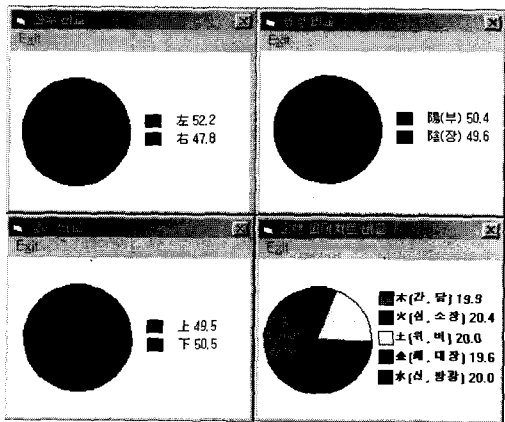 Exit
左 52.2
右 47.8
Exit
陽(부) 50.4
陰(장) 49.6
Exit
上 49.5
下 50.5
Exit
木(간, 담) 19.9
火(심, 소장) 20.4
土(위, 비) 20.0
金(폐, 대장) 19.6
水(신, 방광) 20.0